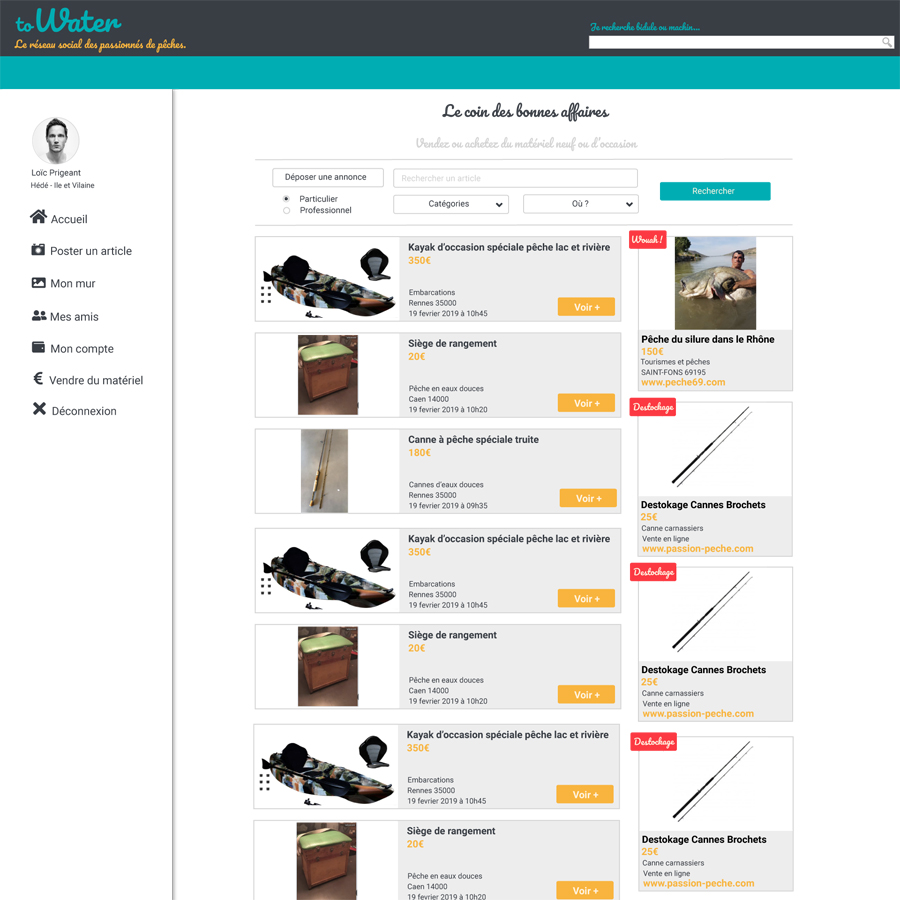 to Water
Le réseau social des passionnés de pêches.
Je recherche bidule ou machin...
Loïc Prigeant
Hédé - Ile et Vilaine
Accueil
Poster un article
Mon mur
Mes amis
Mon compte
Vendre du matériel
Déconnexion
Le coin des bonnes affaires
Vendez ou achetez du matériel neuf ou d'occasion
Déposer une annonce
Rechercher un article
Particulier
Professionnel
Catégories
Où ?
Rechercher
Kayak d'occasion spéciale pêche lac et rivière
350€
Embarcations
Rennes 35000
19 fevrier 2019 à 10h45
Voir +
Siège de rangement
20€
Pêche en eaux douces
Caen 14000
19 fevrier 2019 à 10h20
Voir +
Canne à pêche spéciale truite
180€
Cannes d'eaux douces
Rennes 35000
19 fevrier 2019 à 09h35
Voir +
Kayak d'occasion spéciale pêche lac et rivière
350€
Embarcations
Rennes 35000
19 fevrier 2019 à 10h45
Voir +
Siège de rangement
20€
Pêche en eaux douces
Caen 14000
19 fevrier 2019 à 10h20
Voir +
Kayak d'occasion spéciale pêche lac et rivière
350€
Embarcations
Rennes 35000
19 fevrier 2019 à 10h45
Voir +
Siège de rangement
20€
Pêche en eaux douces
Caen 14000
19 fevrier 2019 à 10h20
Voir +
Wouah !
Pêche du silure dans le Rhône
150€
Tourismes et pêches
SAINT-FONS 69195
www.peche69.com
Destockage
Destokage Cannes Brochets
25€
Canne carnassiers
Vente en ligne
www.passion-peche.com
Destockage
Destokage Cannes Brochets
25€
Canne carnassiers
Vente en ligne
www.passion-peche.com
Destockage
Destokage Cannes Brochets
25€
Canne carnassiers
Vente en ligne
www.passion-peche.com